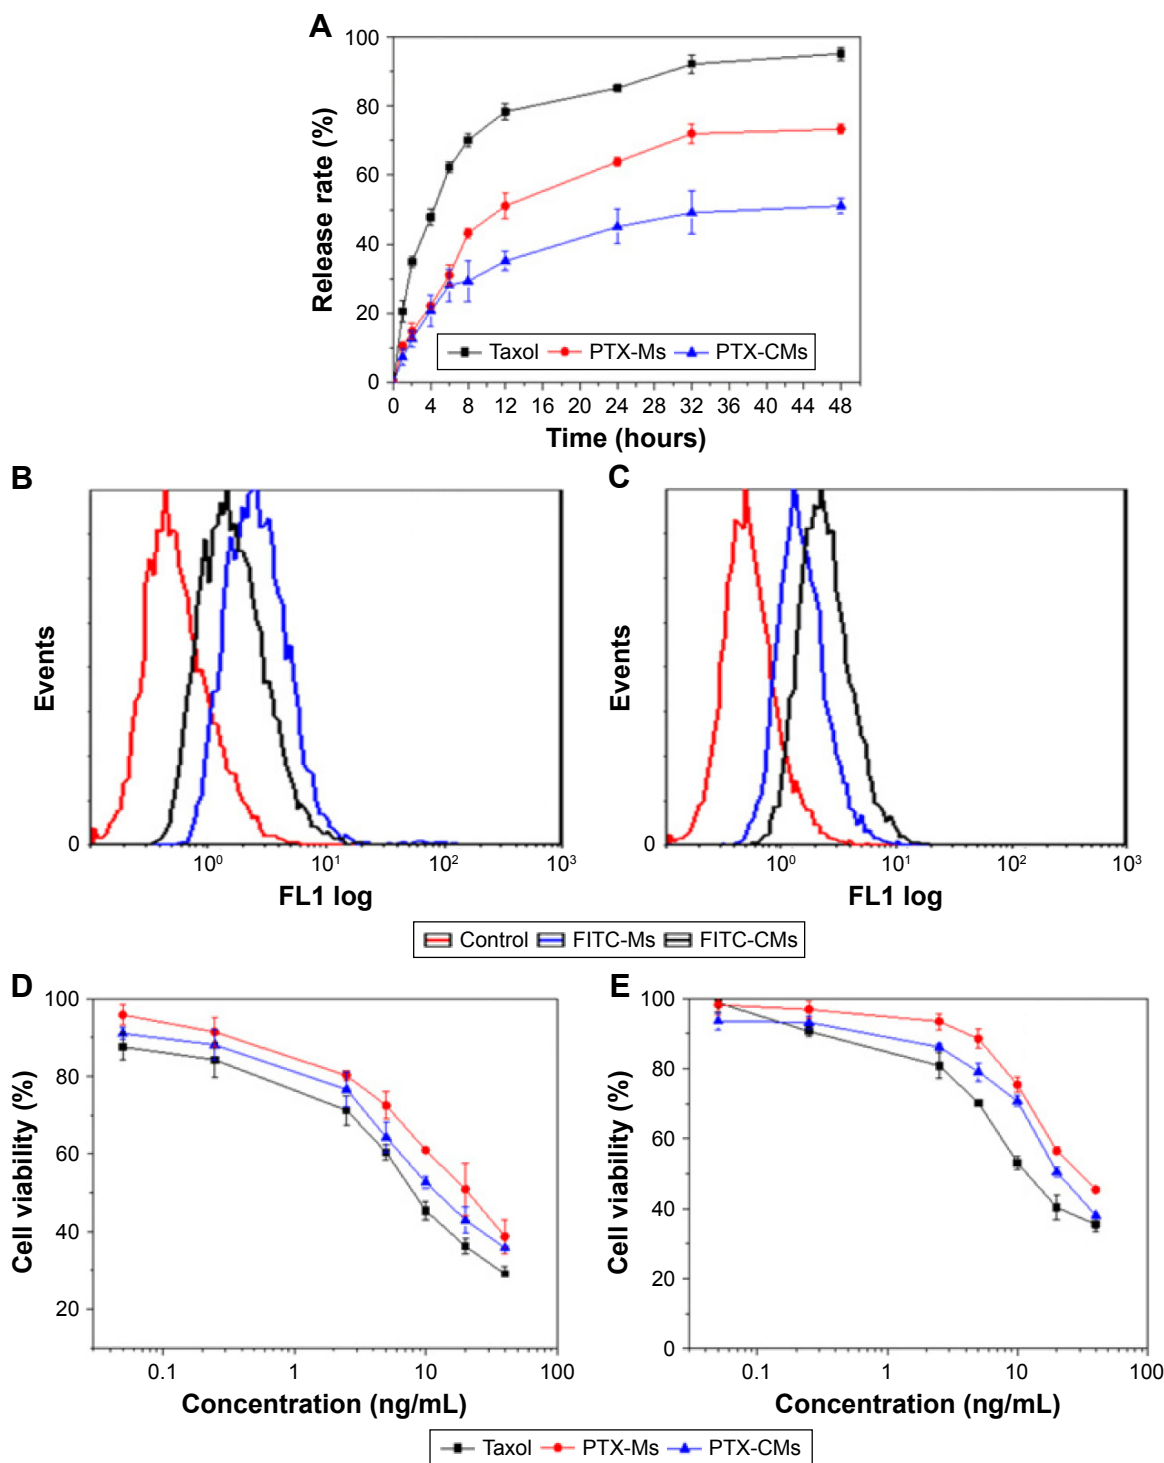 A
100
80
60
40
20
0
Release rate (%)
Taxol PTX-Ms PTX-CMs
0 4 8 12 16 20 24 28 32 36 40 44 48
Time (hours)
B
Events
0
10⁰ 10¹ 10² 10³
FL1 log
C
Events
0
10⁰ 10¹ 10² 10³
FL1 log
Control FITC-Ms FITC-CMs
D
100
80
60
40
20
Cell viability (%)
0.1 1 10 100
Concentration (ng/mL)
E
100
80
60
40
20
0
Cell viability (%)
0.1 1 10 100
Concentration (ng/mL)
Taxol PTX-Ms PTX-CMs